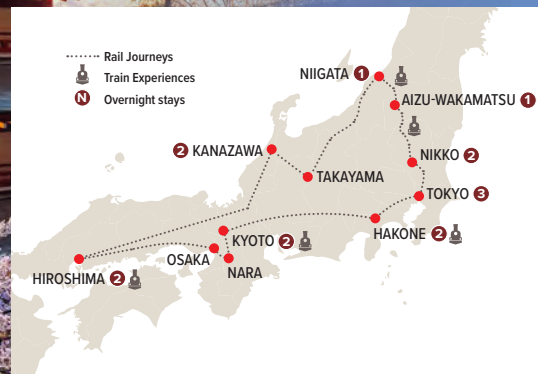 Rail Journeys
Train Experiences
N Overnight stays
NIIGATA 1
AIZU-WAKAMATSU 1
2 KANAZAWA
NIKKO 2
TAKAYAMA
TOKYO 3
HAKONE 2
KYOTO 2
OSAKA
NARA
HIROSHIMA 2